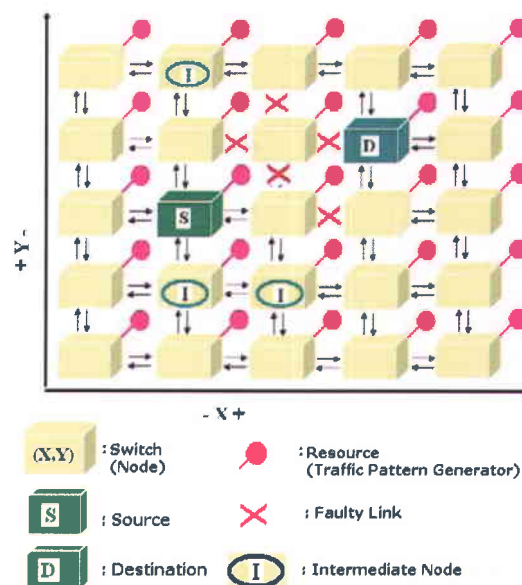 I
D
S
I
I
+ Y -
- X +
(X,Y) : Switch (Node)
: Resource (Traffic Pattern Generator)
S : Source
: Faulty Link
D : Destination
I : Intermediate Node